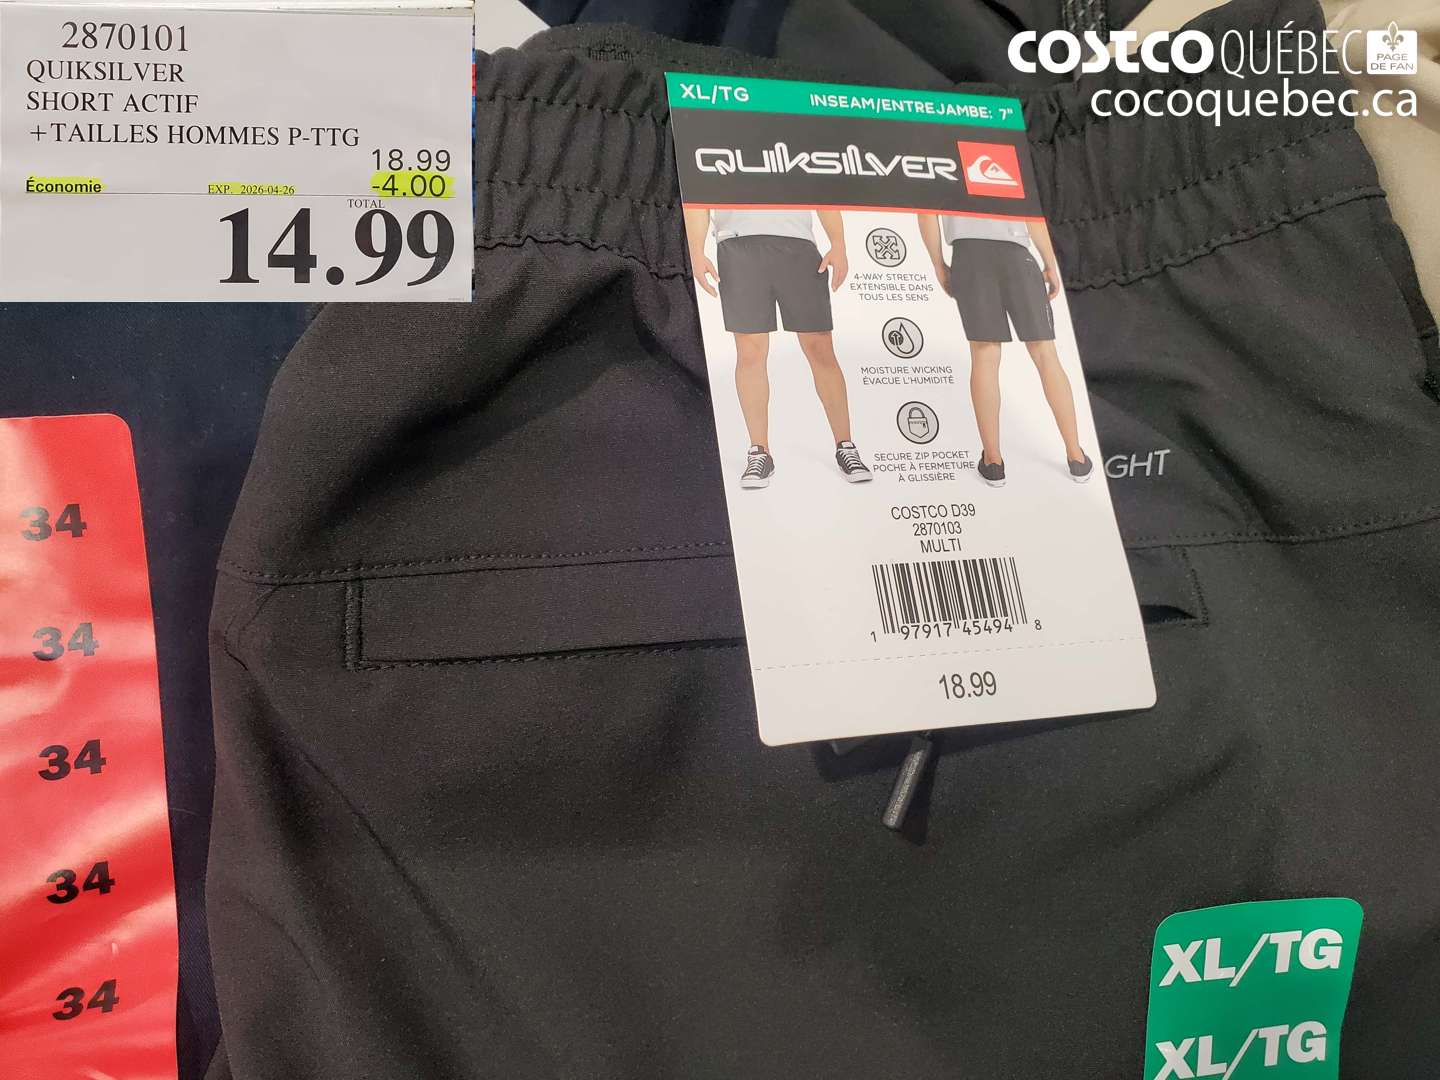 2870101
QUIKSILVER
SHORT ACTIF
+TAILLES HOMMES P-TTG
18.99
Économie EXP. 2026-04-26 -4.00
TOTAL
14.99
COSTCO QUÉBEC PAGE DE FAN
cocoquebec.ca
XL/TG INSEAM/ENTREJAMBE: 7"
QUIKSILVER
4-WAY STRETCH
EXTENSIBLE DANS
TOUS LES SENS
MOISTURE WICKING
ÉVACUE L'HUMIDITÉ
SECURE ZIP POCKET
POCHE À FERMETURE
À GLISSIÈRE
COSTCO D39
2870103
MULTI
1 97917 45494 8
18.99
GHT
34
34
34
34
34
XL/TG
XL/TG